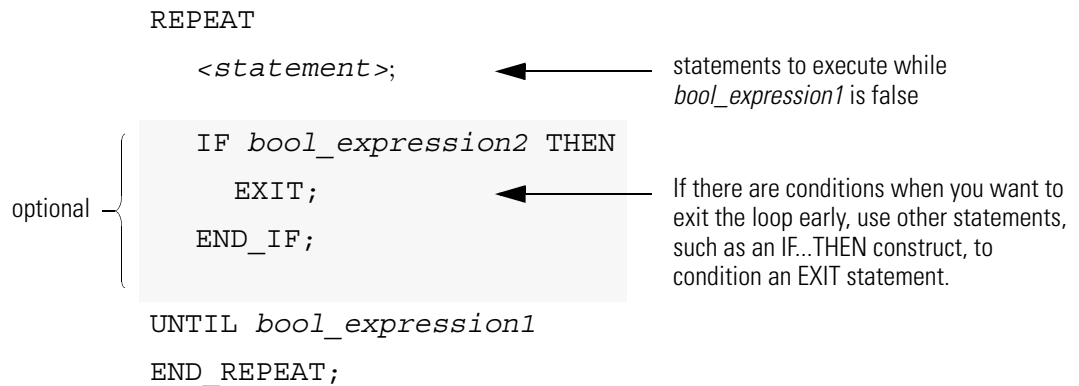 REPEAT
<statement>;
statements to execute while
bool_expression1 is false
optional
IF bool_expression2 THEN
EXIT;
END_IF;
If there are conditions when you want to
exit the loop early, use other statements,
such as an IF...THEN construct, to
condition an EXIT statement.
UNTIL bool_expression1
END_REPEAT;